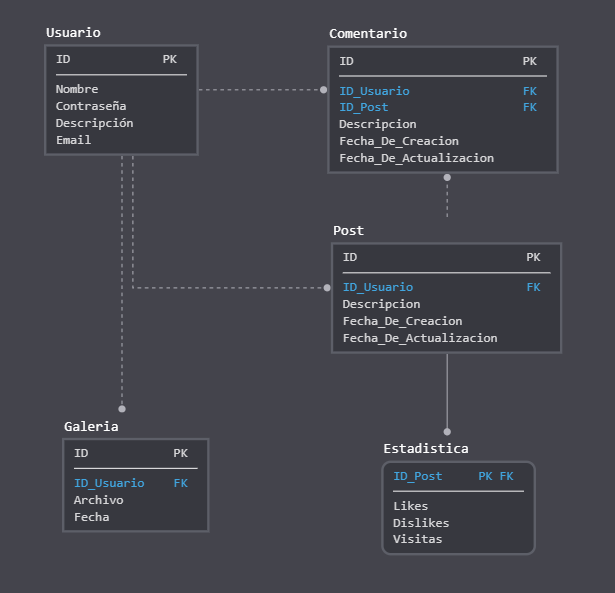 Usuario
ID PK
Nombre
Contraseña
Descripción
Email
Comentario
ID PK
ID_Usuario FK
ID_Post FK
Descripcion
Fecha_De_Creacion
Fecha_De_Actualizacion
Post
ID PK
ID_Usuario FK
Descripcion
Fecha_De_Creacion
Fecha_De_Actualizacion
Galeria
ID PK
ID_Usuario FK
Archivo
Fecha
Estadistica
ID_Post PK FK
Likes
Dislikes
Visitas